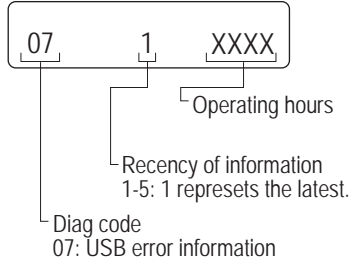 07 1 XXXX
Operating hours
Recency of information
1-5: 1 represets the latest.
Diag code
07: USB error information